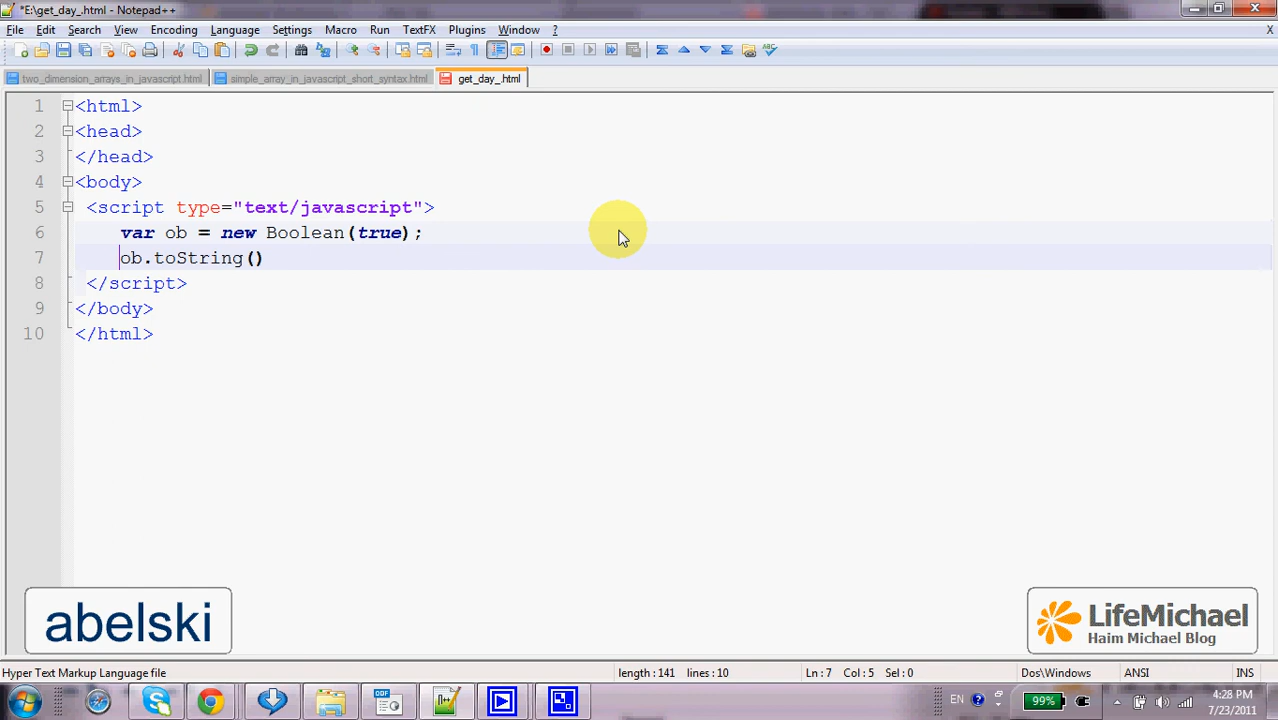 *E:\get_day_.html - Notepad++
File Edit Search View Encoding Language Settings Macro Run TextFX Plugins Window ? X
two_dimension_arrays_in_javascript.html simple_array_in_javascript_short_syntax.html get_day_.html
1 <html>
2 <head>
3 </head>
4 <body>
5 <script type="text/javascript">
6 var ob = new Boolean(true);
7 ob.toString()
8 </script>
9 </body>
10 </html>
abelski
LifeMichael
Haim Michael Blog
Hyper Text Markup Language file length : 141 lines : 10 Ln : 7 Col : 5 Sel : 0 Dos\Windows ANSI INS
EN 99% 4:28 PM
7/23/2011